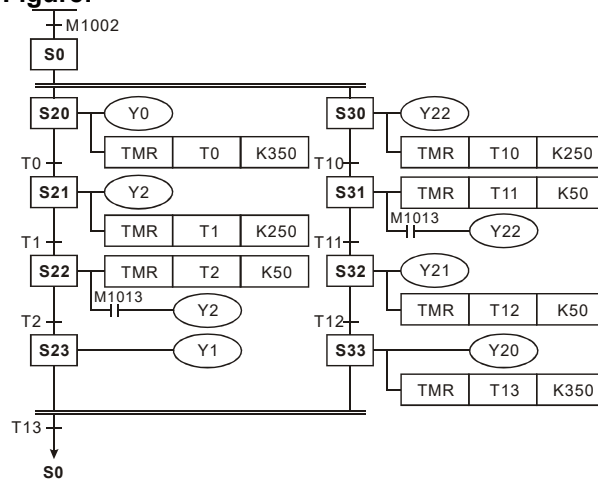 Figure:
M1002
S0
S20 Y0 S30 Y22
TMR T0 K350 TMR T10 K250
T0 T10
S21 Y2 S31 TMR T11 K50
M1013 Y22
TMR T1 K250
T1 T11
S22 TMR T2 K50 S32 Y21
M1013 Y2 TMR T12 K50
T2 T12
S23 Y1 S33 Y20
TMR T13 K350
T13
S0